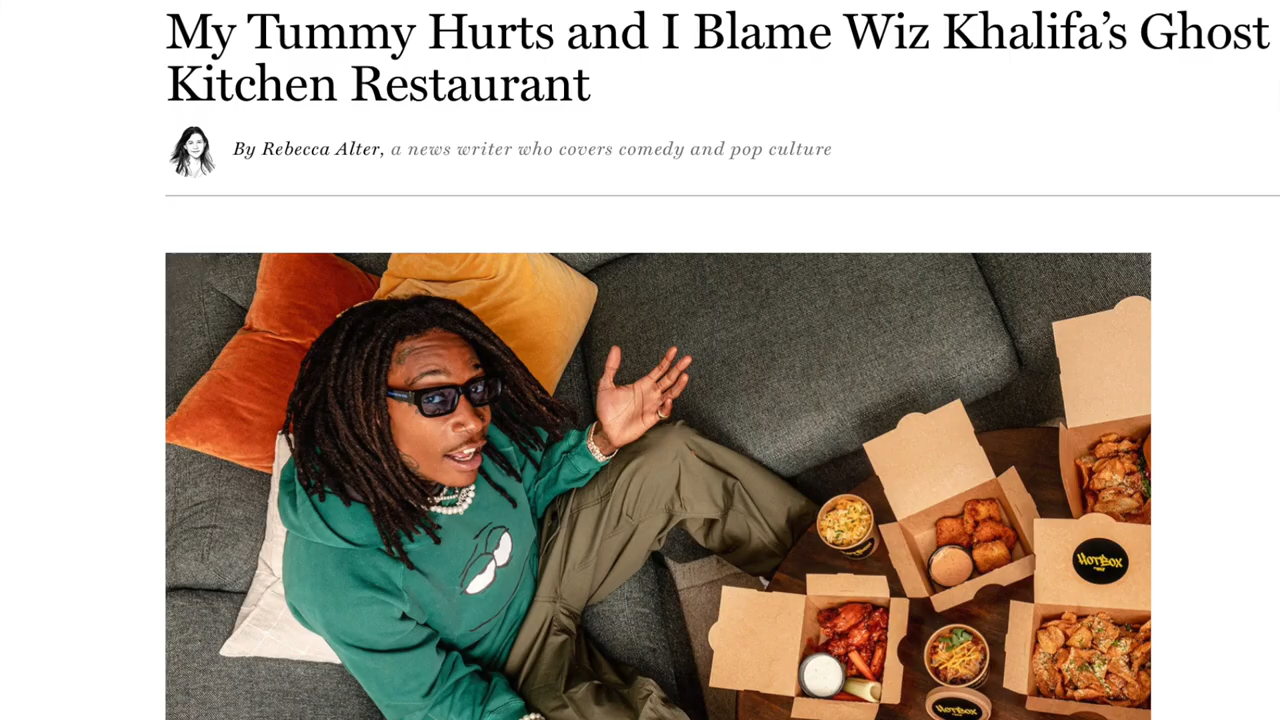 My Tummy Hurts and I Blame Wiz Khalifa’s Ghost
Kitchen Restaurant
By Rebecca Alter, a news writer who covers comedy and pop culture
HOTBOX
HOTBOX